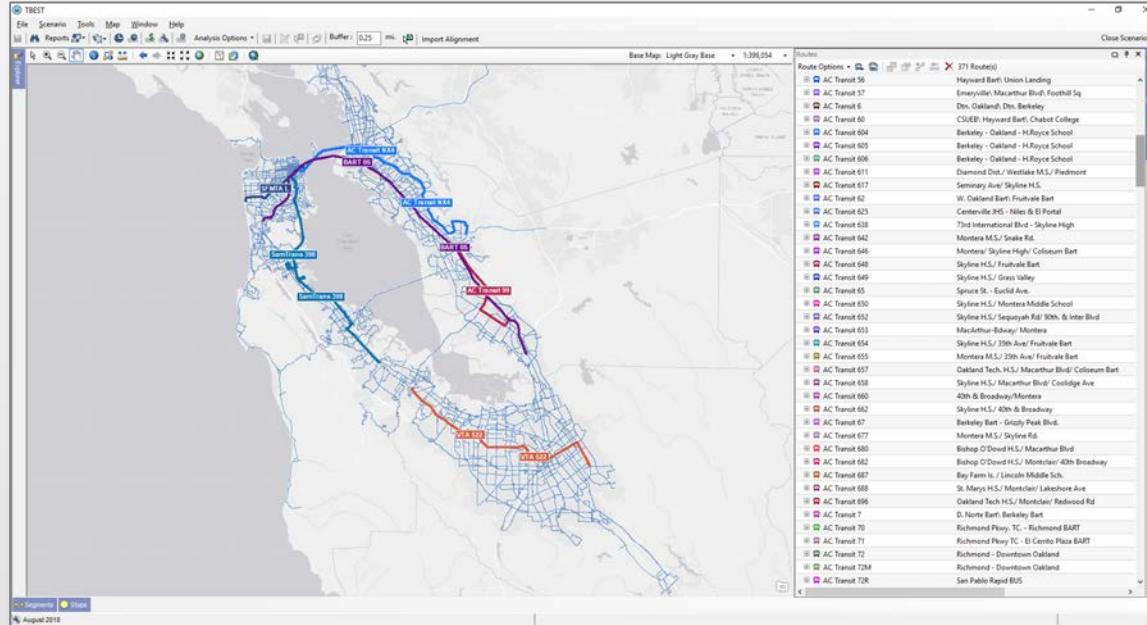 TBEST
File Scenario Tools Map Window Help
Reports Analysis Options Buffer: 0.25 mi. Import Alignment Close Scenario
Base Map: Light Gray Base 1:399,054
Explorer
AC Transit NX4
BART 05
SFMTA L
AC Transit NX4
BART 05
SamTrans 398
AC Transit 99
SamTrans 398
VTA 522
VTA 522
Routes
Route Options 371 Route(s)
AC Transit 56 Hayward Bart\ Union Landing
AC Transit 57 Emeryville\ Macarthur Blvd\ Foothill Sq
AC Transit 6 Dtn. Oakland\ Dtn. Berkeley
AC Transit 60 CSUEB\ Hayward Bart\ Chabot College
AC Transit 604 Berkeley - Oakland - H.Royce School
AC Transit 605 Berkeley - Oakland - H.Royce School
AC Transit 606 Berkeley - Oakland - H.Royce School
AC Transit 611 Diamond Dist./ Westlake M.S./ Piedmont
AC Transit 617 Seminary Ave/ Skyline H.S.
AC Transit 62 W. Oakland Bart\ Fruitvale Bart
AC Transit 625 Centerville JHS - Niles & El Portal
AC Transit 638 73rd International Blvd - Skyline High
AC Transit 642 Montera M.S./ Snake Rd.
AC Transit 646 Montera/ Skyline High/ Coliseum Bart
AC Transit 648 Skyline H.S./ Fruitvale Bart
AC Transit 649 Skyline H.S./ Grass Valley
AC Transit 65 Spruce St. - Euclid Ave.
AC Transit 650 Skyline H.S./ Montera Middle School
AC Transit 652 Skyline H.S./ Sequoyah Rd/ 90th. & Inter Blvd
AC Transit 653 MacArthur-Bdway/ Montera
AC Transit 654 Skyline H.S./ 35th Ave/ Fruitvale Bart
AC Transit 655 Montera M.S./ 35th Ave/ Fruitvale Bart
AC Transit 657 Oakland Tech. H.S./ Macarthur Blvd/ Coliseum Bart
AC Transit 658 Skyline H.S./ Macarthur Blvd/ Coolidge Ave
AC Transit 660 40th & Broadway/Montera
AC Transit 662 Skyline H.S./ 40th & Broadway
AC Transit 67 Berkeley Bart - Grizzly Peak Blvd.
AC Transit 677 Montera M.S./ Skyline Rd.
AC Transit 680 Bishop O'Dowd H.S./ Macarthur Blvd
AC Transit 682 Bishop O'Dowd H.S./ Montclair/ 40th Broadway
AC Transit 687 Bay Farm Is. / Lincoln Middle Sch.
AC Transit 688 St. Marys H.S./ Montclair/ Lakeshore Ave
AC Transit 696 Oakland Tech H.S./ Montclair/ Redwood Rd
AC Transit 7 D. Norte Bart\ Berkeley Bart
AC Transit 70 Richmond Pkwy. TC. - Richmond BART
AC Transit 71 Richmond Pkwy TC - El Cerrito Plaza BART
AC Transit 72 Richmond - Downtown Oakland
AC Transit 72M Richmond - Downtown Oakland
AC Transit 72R San Pablo Rapid BUS
Segments Stops
August 2018